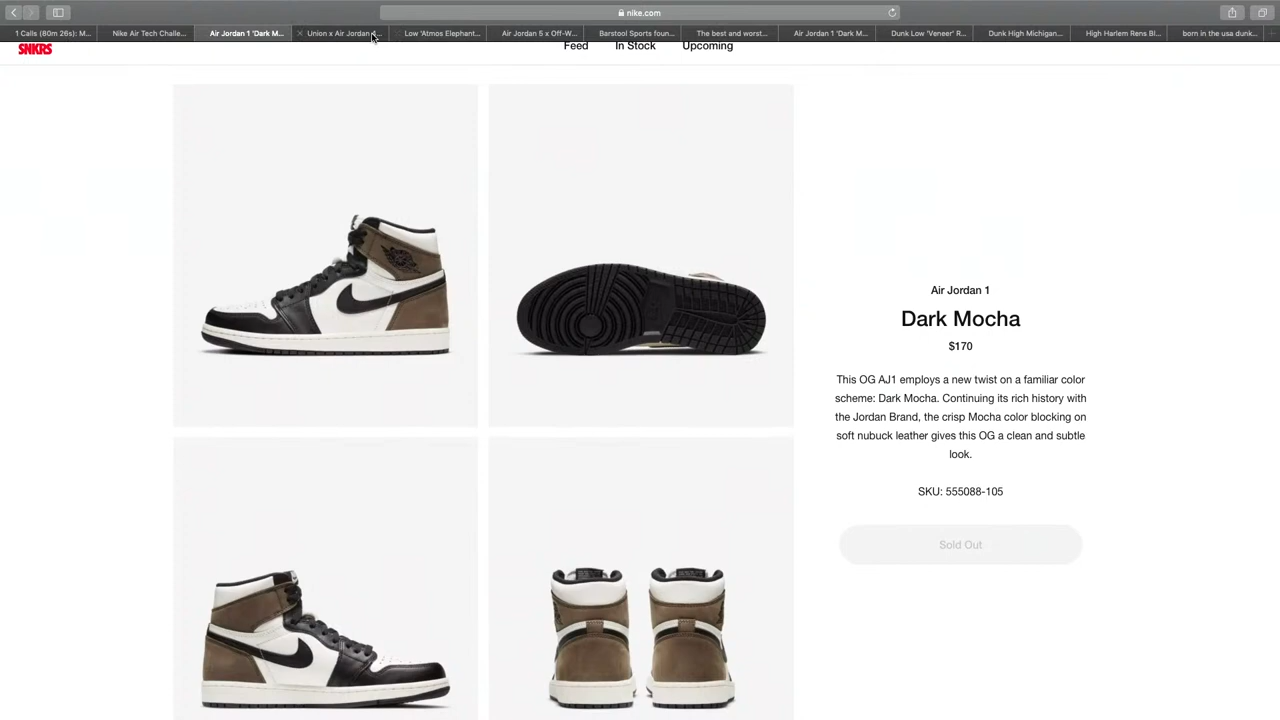 nike.com
1 Calls (80m 26s): M...
Nike Air Tech Challe...
Air Jordan 1 'Dark M...
Union x Air Jordan
Low 'Atmos Elephant...
Air Jordan 5 x Off-W...
Barstool Sports foun...
The best and worst...
Air Jordan 1 'Dark M...
Dunk Low 'Veneer' R...
Dunk High Michigan...
High Harlem Rens Bl...
born in the usa dunk...
SNKRS
Feed
In Stock
Upcoming
Air Jordan 1
Dark Mocha
$170
This OG AJ1 employs a new twist on a familiar color
scheme: Dark Mocha. Continuing its rich history with
the Jordan Brand, the crisp Mocha color blocking on
soft nubuck leather gives this OG a clean and subtle
look.
SKU: 555088-105
Sold Out